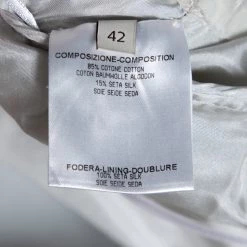 42
COMPOSIZIONE-COMPOSITION
85% COTONE COTTON
COTON BAUMWOLLE ALGODON
15% SETA SILK
SOIE SEIDE SEDA
FODERA-LINING-DOUBLURE
100% SETA SILK
SOIE SEIDE SEDA